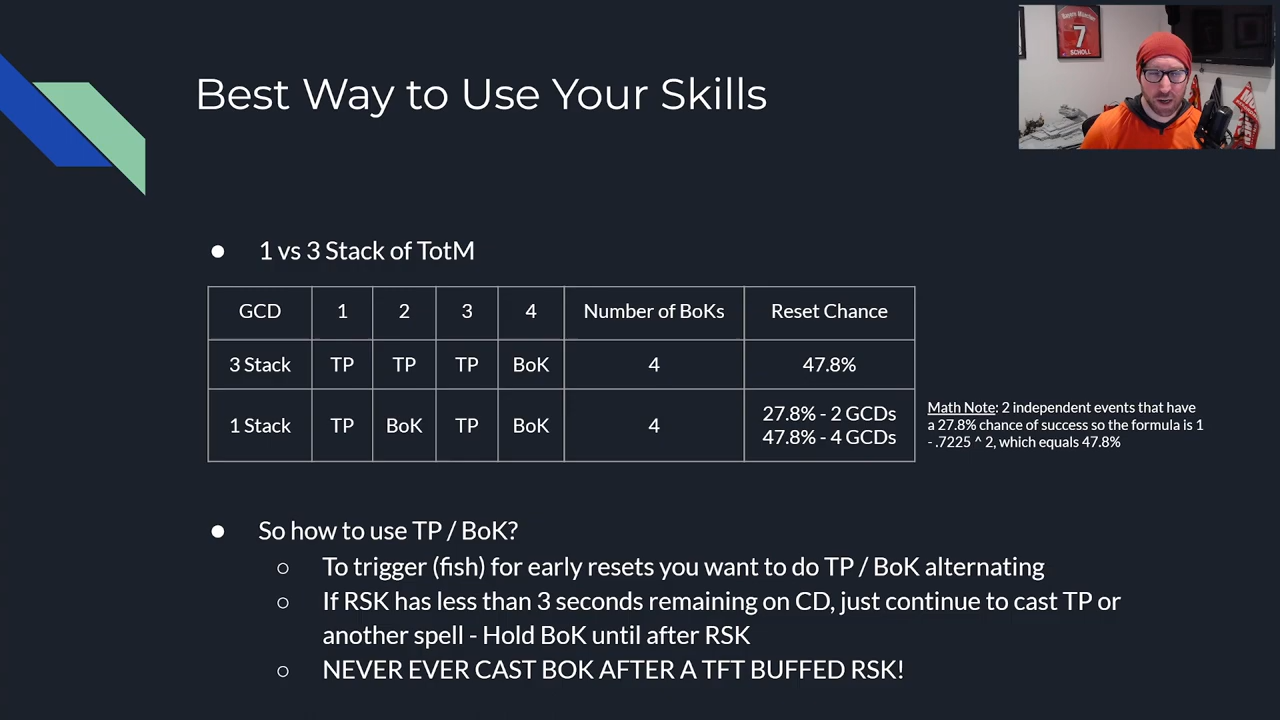 Best Way to Use Your Skills
7
SCHOLL
1 vs 3 Stack of TotM
GCD 1 2 3 4 Number of BoKs Reset Chance
3 Stack TP TP TP BoK 4 47.8%
1 Stack TP BoK TP BoK 4 27.8% - 2 GCDs
47.8% - 4 GCDs
Math Note: 2 independent events that have
a 27.8% chance of success so the formula is 1
- .7225 ^ 2, which equals 47.8%
So how to use TP / BoK?
To trigger (fish) for early resets you want to do TP / BoK alternating
If RSK has less than 3 seconds remaining on CD, just continue to cast TP or
another spell - Hold BoK until after RSK
NEVER EVER CAST BOK AFTER A TFT BUFFED RSK!